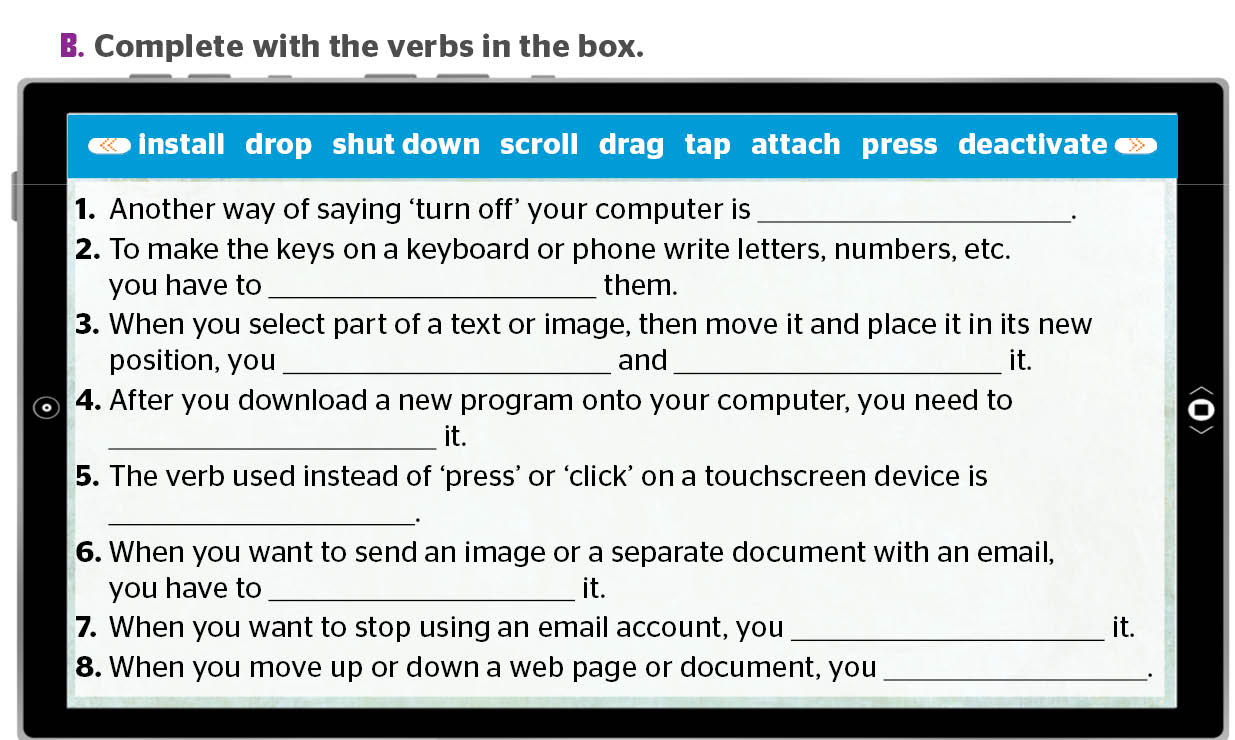 B. Complete with the verbs in the box.
install drop shut down scroll drag tap attach press deactivate
1. Another way of saying ‘turn off’ your computer is ____________________.
2. To make the keys on a keyboard or phone write letters, numbers, etc.
you have to ____________________ them.
3. When you select part of a text or image, then move it and place it in its new
position, you ____________________ and ____________________ it.
4. After you download a new program onto your computer, you need to
____________________ it.
5. The verb used instead of ‘press’ or ‘click’ on a touchscreen device is
____________________.
6. When you want to send an image or a separate document with an email,
you have to ____________________ it.
7. When you want to stop using an email account, you ____________________ it.
8. When you move up or down a web page or document, you ____________________.